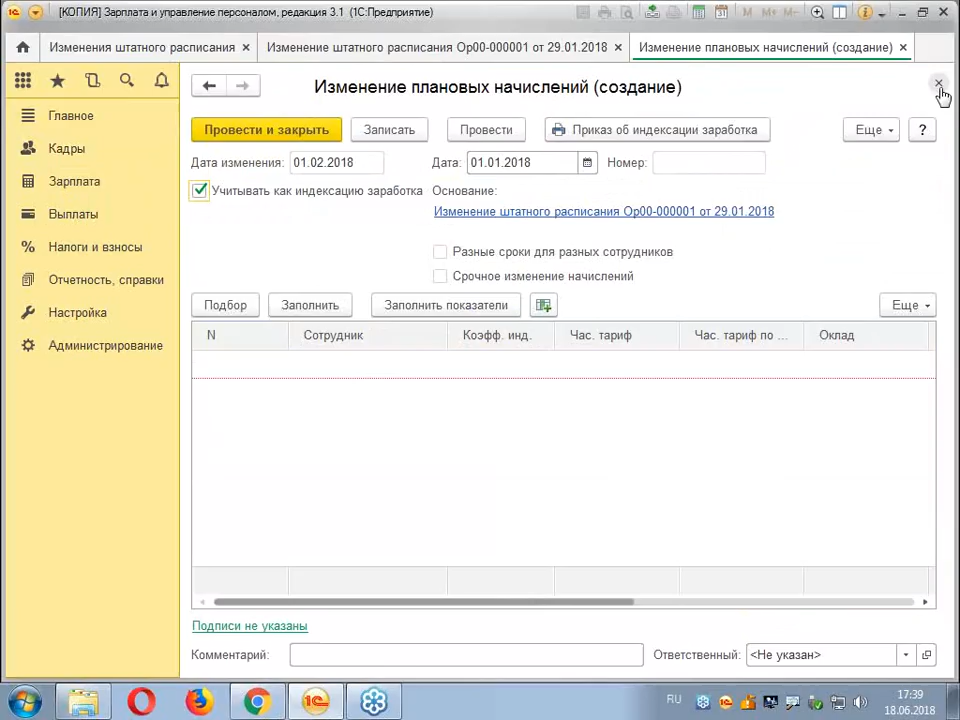 [КОПИЯ] Зарплата и управление персоналом, редакция 3.1 (1С:Предприятие)
M M+ M-
Изменения штатного расписания
Изменение штатного расписания Ор00-000001 от 29.01.2018
Изменение плановых начислений (создание)
Изменение плановых начислений (создание)
Главное
Кадры
Зарплата
Выплаты
Налоги и взносы
Отчетность, справки
Настройка
Администрирование
Провести и закрыть
Записать
Провести
Приказ об индексации заработка
Еще
?
Дата изменения: 01.02.2018
Дата: 01.01.2018
Номер:
Учитывать как индексацию заработка
Основание:
Изменение штатного расписания Ор00-000001 от 29.01.2018
Разные сроки для разных сотрудников
Срочное изменение начислений
Подбор
Заполнить
Заполнить показатели
Еще
N
Сотрудник
Коэфф. инд.
Час. тариф
Час. тариф по ...
Оклад
Подписи не указаны
Комментарий:
Ответственный: <Не указан>
RU
17:39
18.06.2018